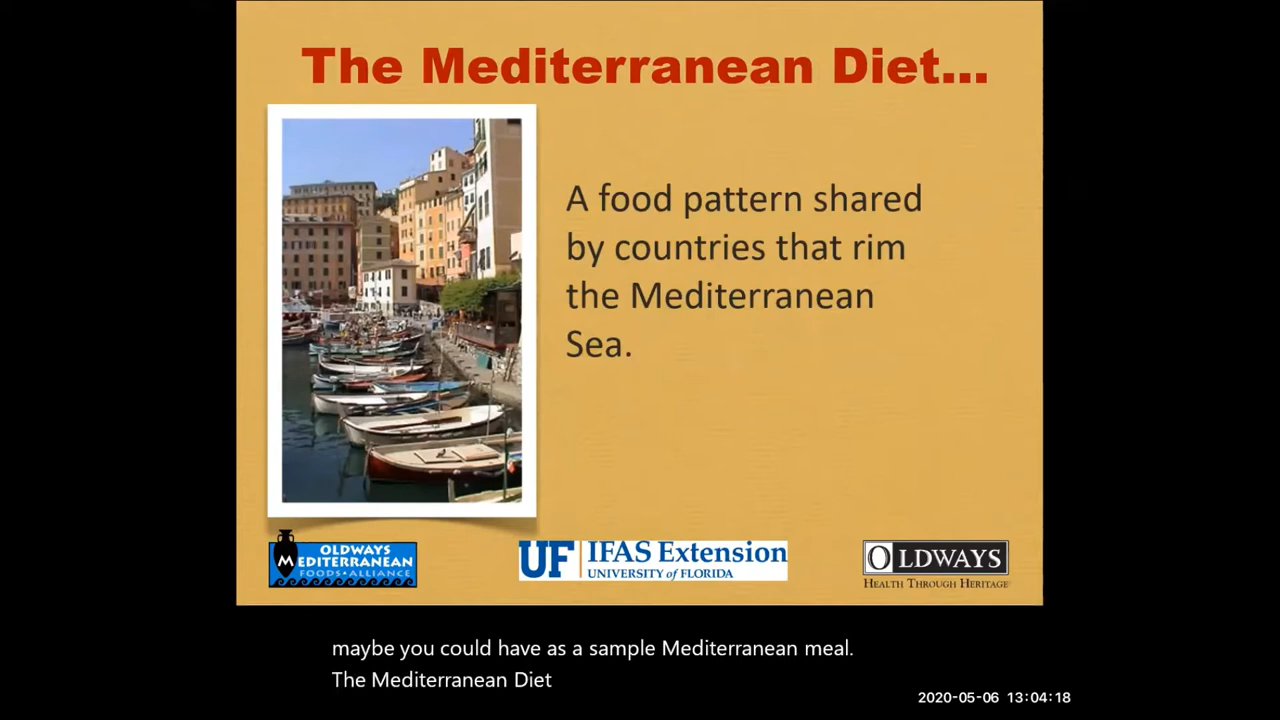 The Mediterranean Diet...
A food pattern shared
by countries that rim
the Mediterranean
Sea.
OLDWAYS
MEDITERRANEAN
FOODS•ALLIANCE
UF IFAS Extension
UNIVERSITY of FLORIDA
OLDWAYS
HEALTH THROUGH HERITAGE
maybe you could have as a sample Mediterranean meal.
The Mediterranean Diet
2020-05-06 13:04:18